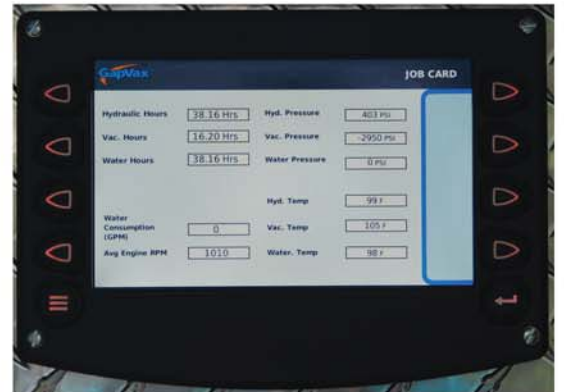 GapVax
JOB CARD
Hydraulic Hours 38.16 Hrs Hyd. Pressure 403 PSI
Vac. Hours 16.20 Hrs Vac. Pressure -2950 PSI
Water Hours 38.16 Hrs Water Pressure 0 PSI
Hyd. Temp 99 F
Water
Consumption
(GPM) 0 Vac. Temp 105 F
Avg Engine RPM 1010 Water. Temp 98 F